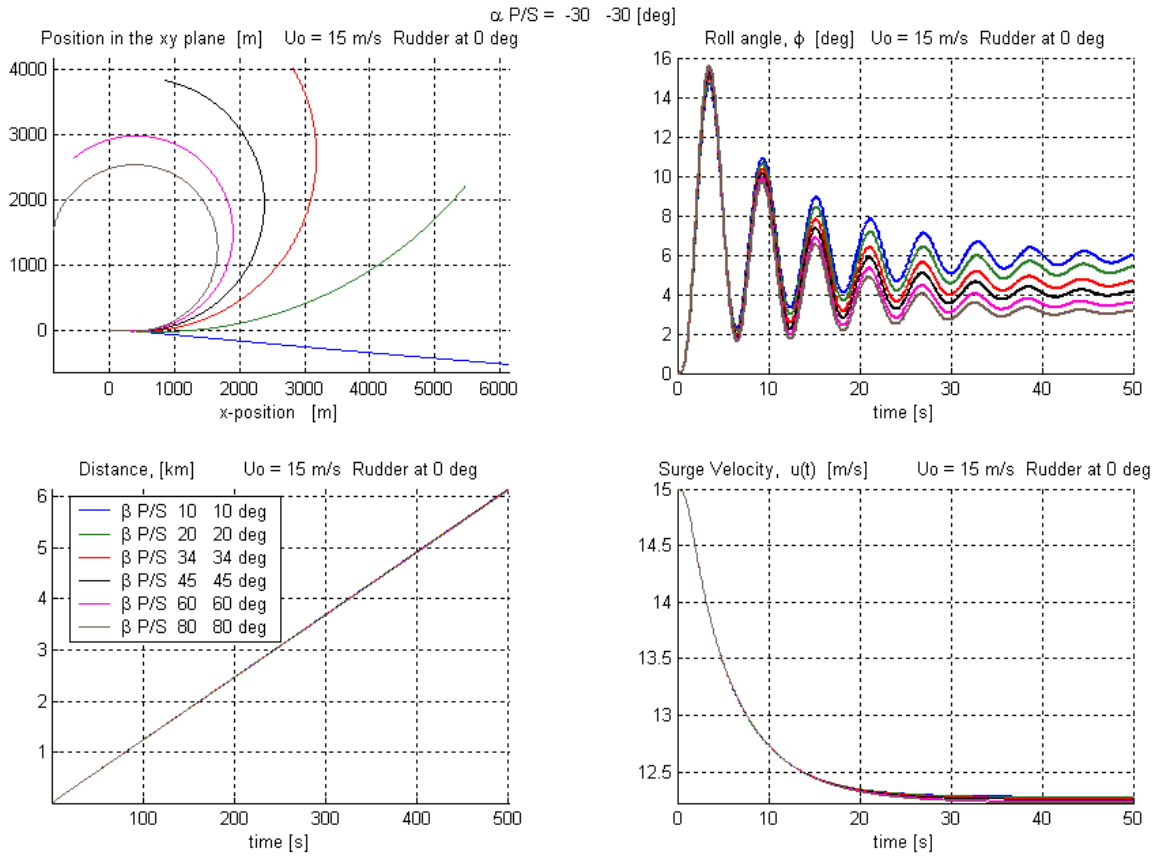 α P/S = -30 -30 [deg]
Position in the xy plane [m] Uo = 15 m/s Rudder at 0 deg
4000
3000
2000
1000
0
0 1000 2000 3000 4000 5000 6000
x-position [m]
Roll angle, ϕ [deg] Uo = 15 m/s Rudder at 0 deg
16
14
12
10
8
6
4
2
0
0 10 20 30 40 50
time [s]
Distance, [km] Uo = 15 m/s Rudder at 0 deg
6
5
4
3
2
1
β P/S 10 10 deg
β P/S 20 20 deg
β P/S 34 34 deg
β P/S 45 45 deg
β P/S 60 60 deg
β P/S 80 80 deg
100 200 300 400 500
time [s]
Surge Velocity, u(t) [m/s] Uo = 15 m/s Rudder at 0 deg
15
14.5
14
13.5
13
12.5
0 10 20 30 40 50
time [s]